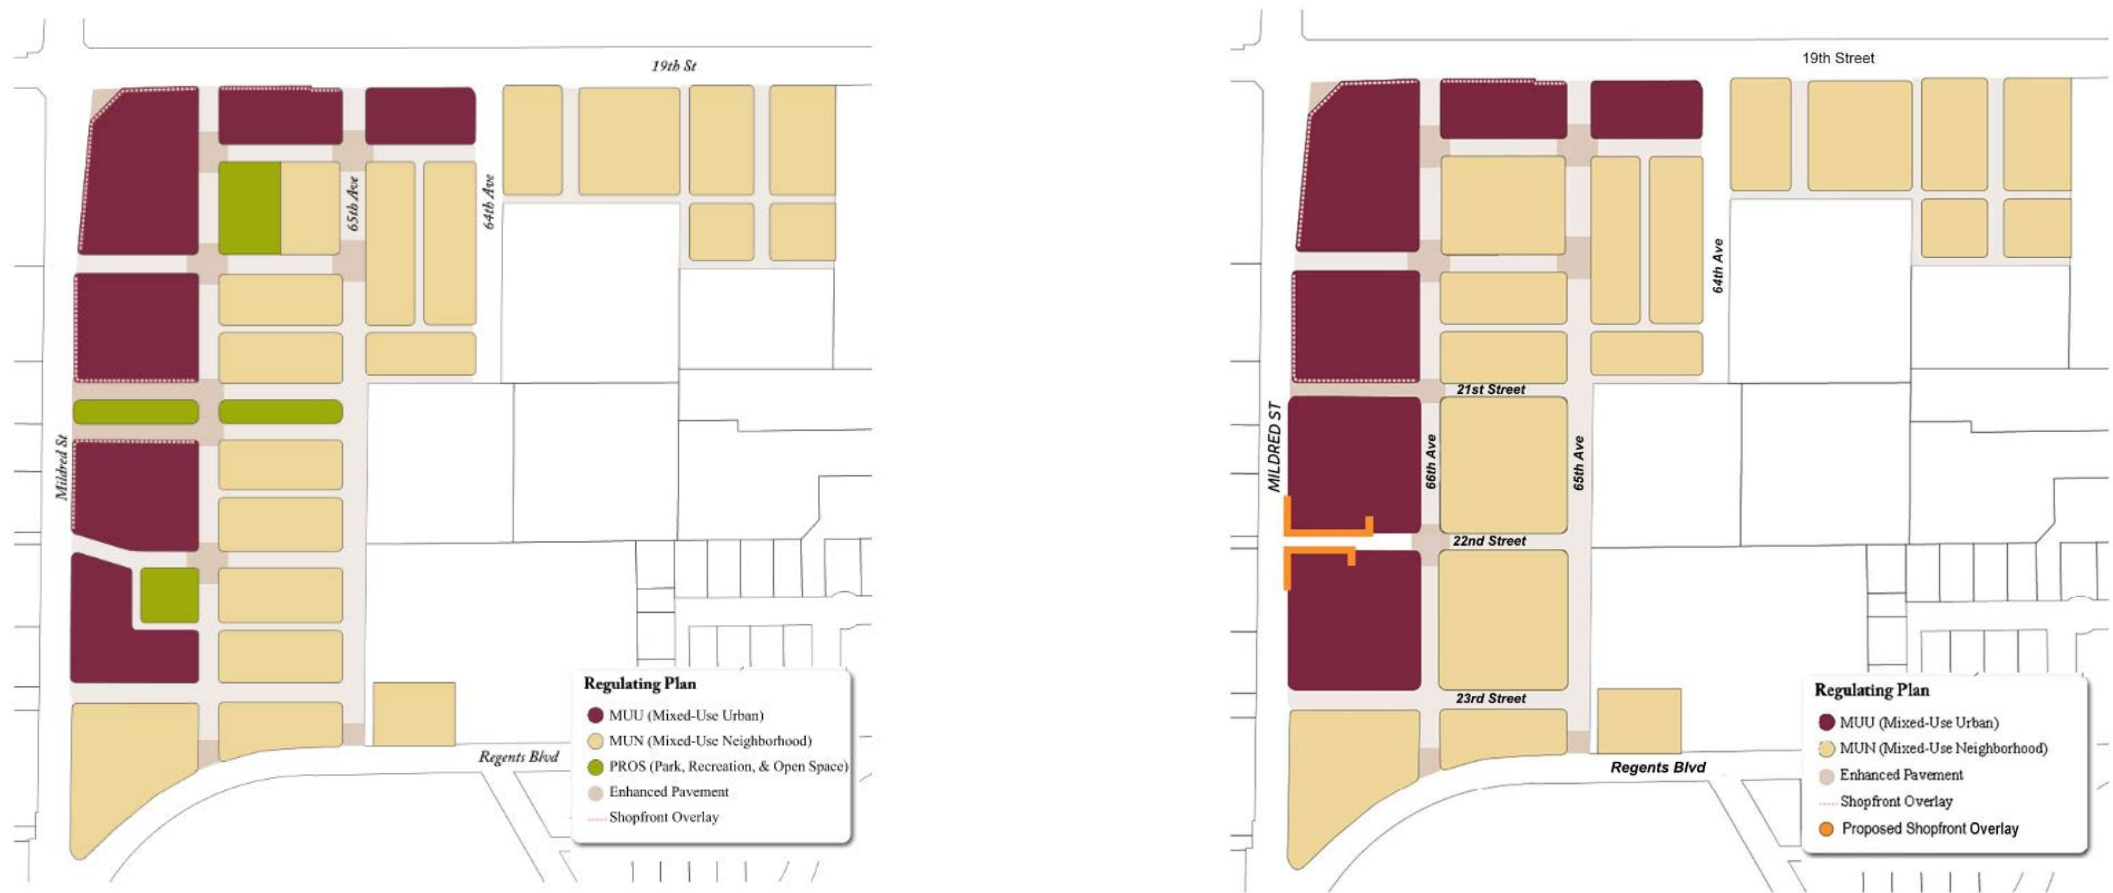 19th St
65th Ave
64th Ave
Mildred St
Regents Blvd
Regulating Plan
MUU (Mixed-Use Urban)
MUN (Mixed-Use Neighborhood)
PROS (Park, Recreation, & Open Space)
Enhanced Pavement
Shopfront Overlay
19th Street
64th Ave
21st Street
MILDRED ST
66th Ave
65th Ave
22nd Street
23rd Street
Regents Blvd
Regulating Plan
MUU (Mixed-Use Urban)
MUN (Mixed-Use Neighborhood)
Enhanced Pavement
Shopfront Overlay
Proposed Shopfront Overlay